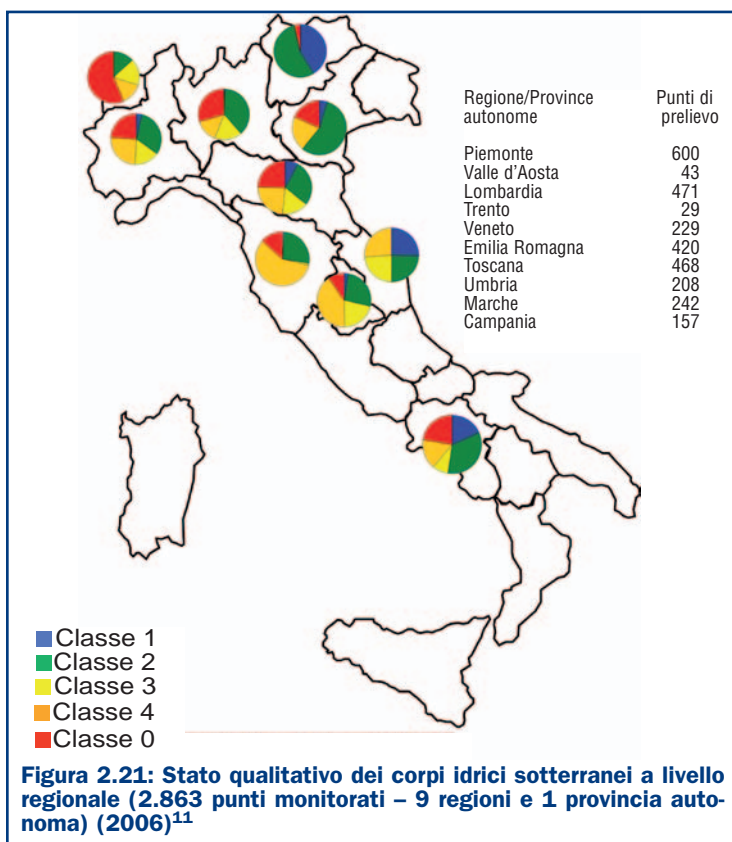 Regione/Province Punti di
autonome prelievo
Piemonte 600
Valle d'Aosta 43
Lombardia 471
Trento 29
Veneto 229
Emilia Romagna 420
Toscana 468
Umbria 208
Marche 242
Campania 157
Classe 1
Classe 2
Classe 3
Classe 4
Classe 0
Figura 2.21: Stato qualitativo dei corpi idrici sotterranei a livello
regionale (2.863 punti monitorati – 9 regioni e 1 provincia auto-
noma) (2006)11